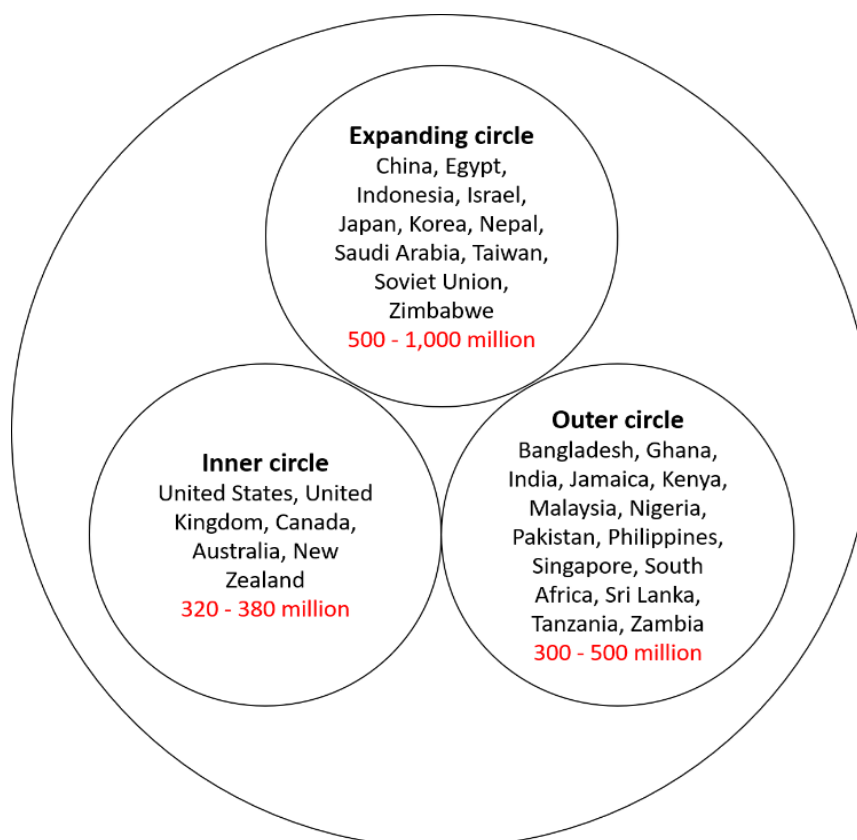 Expanding circle
China, Egypt,
Indonesia, Israel,
Japan, Korea, Nepal,
Saudi Arabia, Taiwan,
Soviet Union,
Zimbabwe
500 - 1,000 million
Inner circle
United States, United
Kingdom, Canada,
Australia, New
Zealand
320 - 380 million
Outer circle
Bangladesh, Ghana,
India, Jamaica, Kenya,
Malaysia, Nigeria,
Pakistan, Philippines,
Singapore, South
Africa, Sri Lanka,
Tanzania, Zambia
300 - 500 million